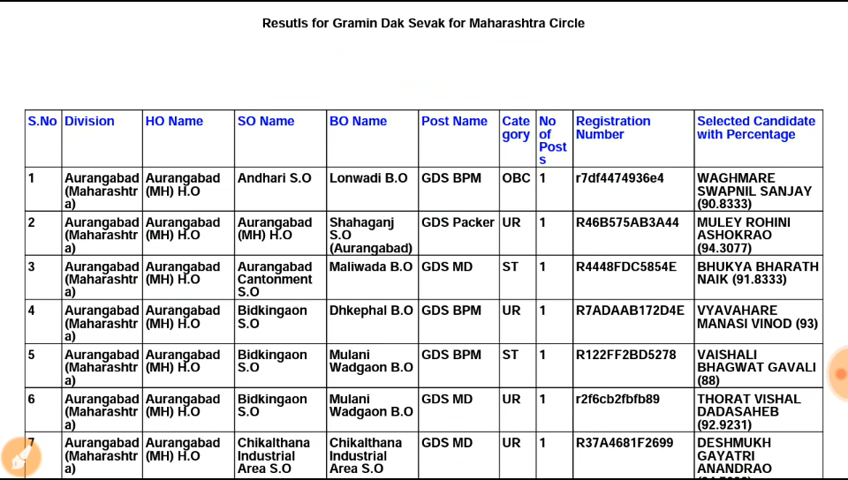 Resutls for Gramin Dak Sevak for Maharashtra Circle
S.No Division HO Name SO Name BO Name Post Name Cate gory No of Post s Registration Number Selected Candidate with Percentage
1 Aurangabad (Maharashtr a) Aurangabad (MH) H.O Andhari S.O Lonwadi B.O GDS BPM OBC 1 r7df4474936e4 WAGHMARE SWAPNIL SANJAY (90.8333)
2 Aurangabad (Maharashtr a) Aurangabad (MH) H.O Aurangabad (MH) H.O Shahaganj S.O (Aurangabad) GDS Packer UR 1 R46B575AB3A44 MULEY ROHINI ASHOKRAO (94.3077)
3 Aurangabad (Maharashtr a) Aurangabad (MH) H.O Aurangabad Cantonment S.O Maliwada B.O GDS MD ST 1 R4448FDC5854E BHUKYA BHARATH NAIK (91.8333)
4 Aurangabad (Maharashtr a) Aurangabad (MH) H.O Bidkingaon S.O Dhkephal B.O GDS BPM UR 1 R7ADAAB172D4E VYAVAHARE MANASI VINOD (93)
5 Aurangabad (Maharashtr a) Aurangabad (MH) H.O Bidkingaon S.O Mulani Wadgaon B.O GDS BPM ST 1 R122FF2BD5278 VAISHALI BHAGWAT GAVALI (88)
6 Aurangabad (Maharashtr a) Aurangabad (MH) H.O Bidkingaon S.O Mulani Wadgaon B.O GDS MD UR 1 r2f6cb2fbfb89 THORAT VISHAL DADASAHEB (92.9231)
7 Aurangabad (Maharashtr a) Aurangabad (MH) H.O Chikalthana Industrial Area S.O Chikalthana Industrial Area S.O GDS MD UR 1 R37A4681F2699 DESHMUKH GAYATRI ANANDRAO